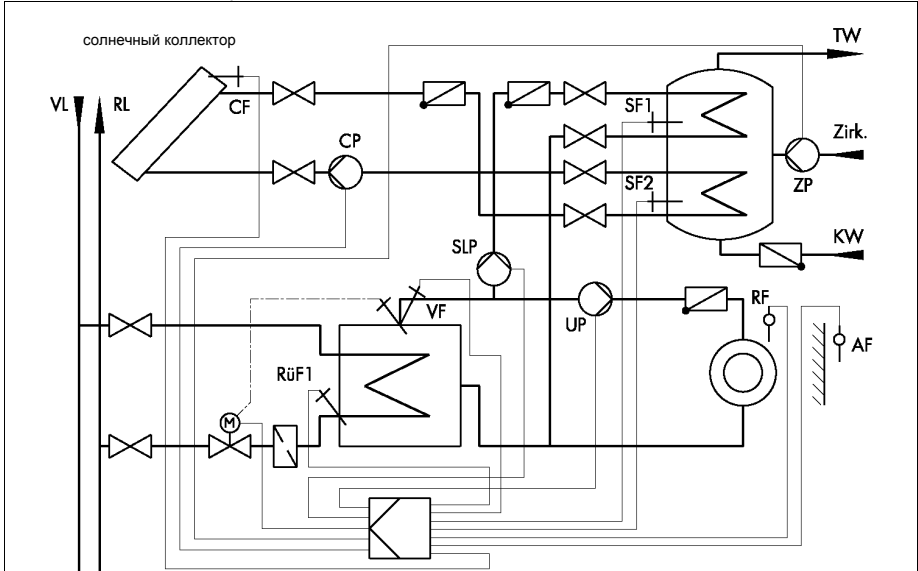 солнечный коллектор
TW
VL
RL
CF
SF1
CP
Zirk.
SF2
ZP
SLP
KW
VF
UP
RF
AF
RüF1
M